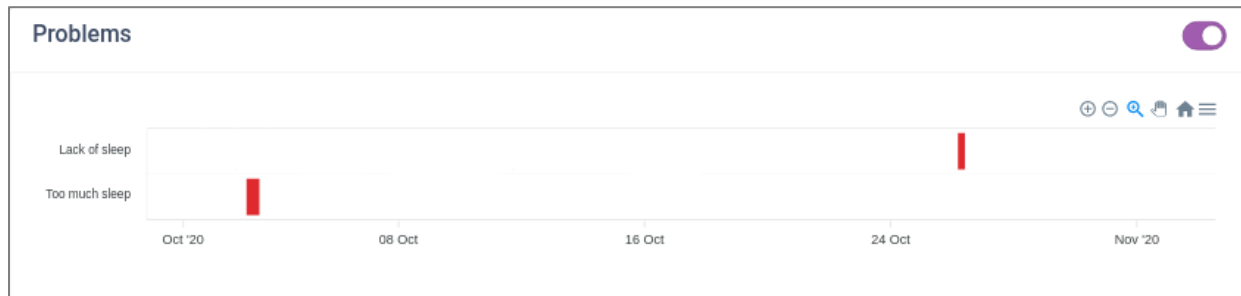 Problems
Lack of sleep
Too much sleep
Oct '20 08 Oct 16 Oct 24 Oct Nov '20